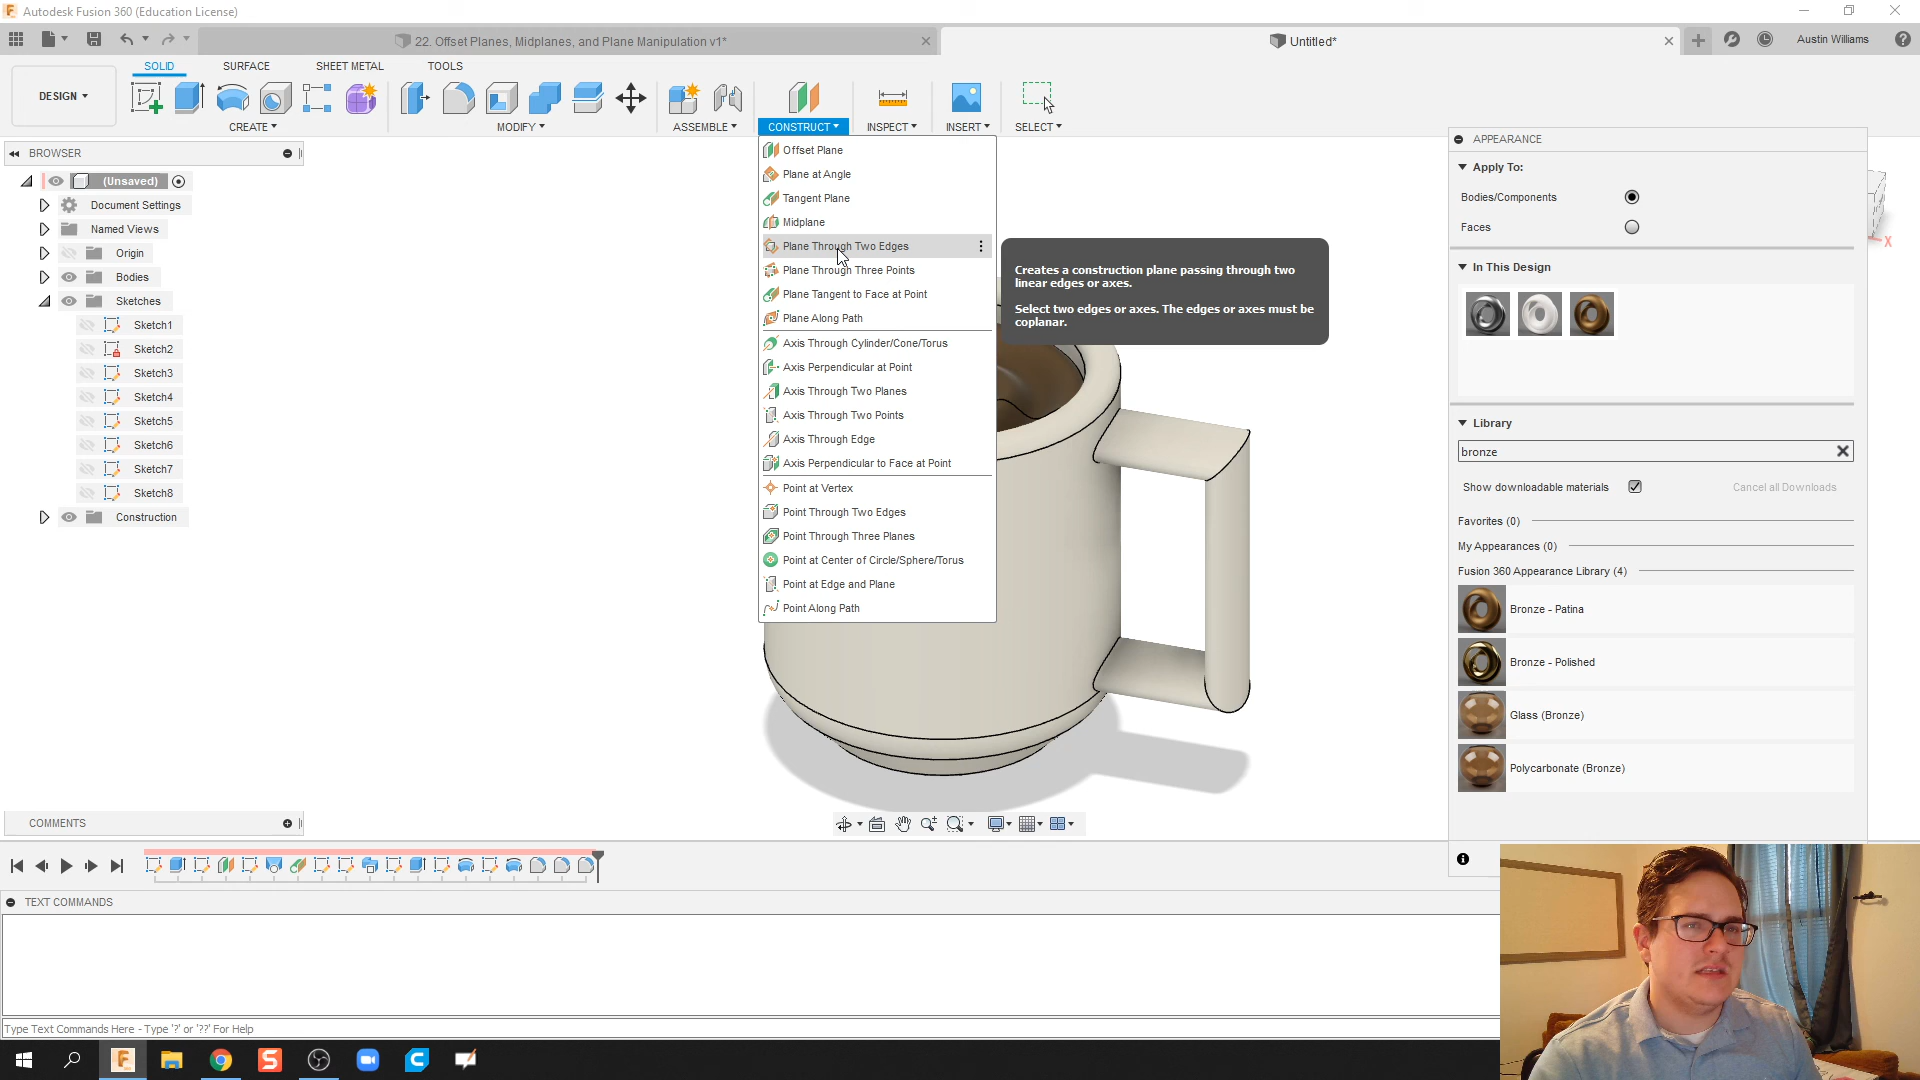 Autodesk Fusion 360 (Education License)
22. Offset Planes, Midplanes, and Plane Manipulation v1*
Untitled*
Austin Williams
SOLID
SURFACE
SHEET METAL
TOOLS
DESIGN
CREATE
MODIFY
ASSEMBLE
CONSTRUCT
INSPECT
INSERT
SELECT
BROWSER
(Unsaved)
Document Settings
Named Views
Origin
Bodies
Sketches
Sketch1
Sketch2
Sketch3
Sketch4
Sketch5
Sketch6
Sketch7
Sketch8
Construction
Offset Plane
Plane at Angle
Tangent Plane
Midplane
Plane Through Two Edges
Plane Through Three Points
Plane Tangent to Face at Point
Plane Along Path
Axis Through Cylinder/Cone/Torus
Axis Perpendicular at Point
Axis Through Two Planes
Axis Through Two Points
Axis Through Edge
Axis Perpendicular to Face at Point
Point at Vertex
Point Through Two Edges
Point Through Three Planes
Point at Center of Circle/Sphere/Torus
Point at Edge and Plane
Point Along Path
Creates a construction plane passing through two
linear edges or axes.
Select two edges or axes. The edges or axes must be
coplanar.
APPEARANCE
Apply To:
Bodies/Components
Faces
X
In This Design
Library
bronze
Show downloadable materials
Cancel all Downloads
Favorites (0)
My Appearances (0)
Fusion 360 Appearance Library (4)
Bronze - Patina
Bronze - Polished
Glass (Bronze)
Polycarbonate (Bronze)
COMMENTS
TEXT COMMANDS
Type Text Commands Here - Type '?' or '??' For Help